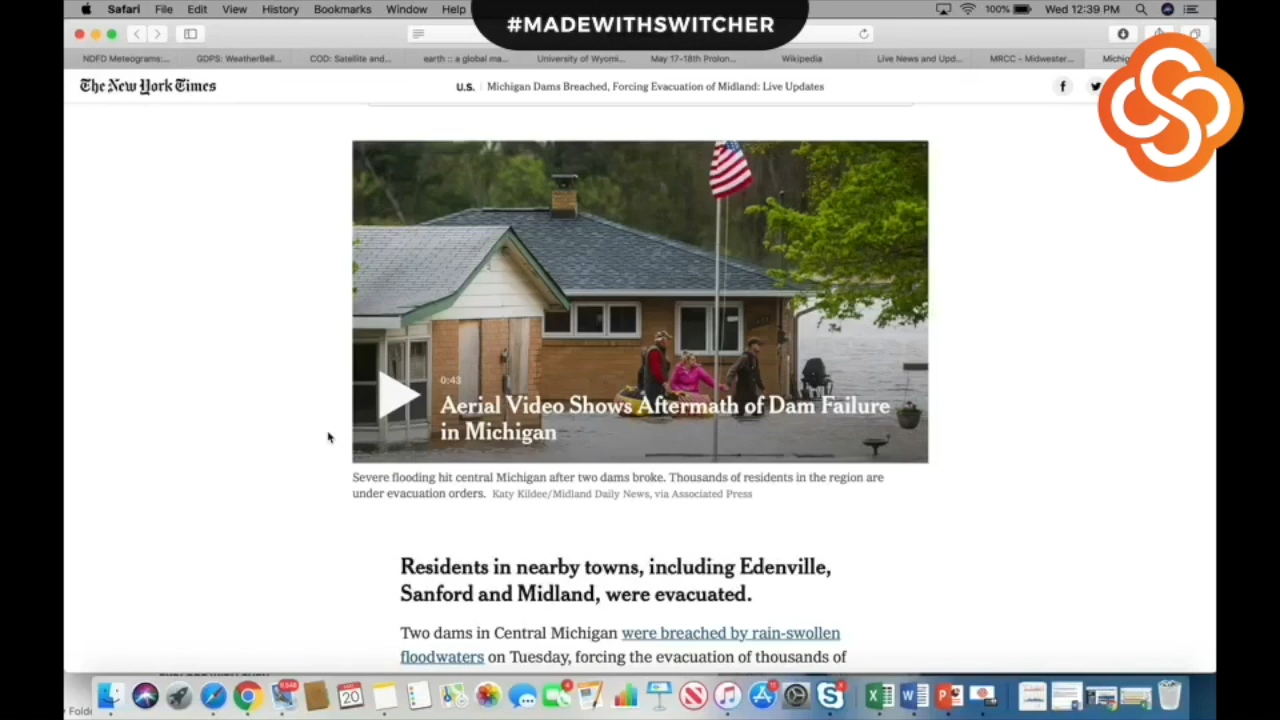 #MADEWITHSWITCHER
Safari File Edit View History Bookmarks Window Help
100% Wed 12:39 PM
NDFD Meteograms:... GDPS: WeatherBell... COD: Satellite and... earth :: a global ma... University of Wyomi... May 17-18th Prolon... Wikipedia Live News and Upd... MRCC - Midwester...
The New York Times
U.S. Michigan Dams Breached, Forcing Evacuation of Midland: Live Updates
0:43
Aerial Video Shows Aftermath of Dam Failure
in Michigan
Severe flooding hit central Michigan after two dams broke. Thousands of residents in the region are
under evacuation orders. Katy Kildee/Midland Daily News, via Associated Press
Residents in nearby towns, including Edenville,
Sanford and Midland, were evacuated.
Two dams in Central Michigan were breached by rain-swollen
floodwaters on Tuesday, forcing the evacuation of thousands of
20